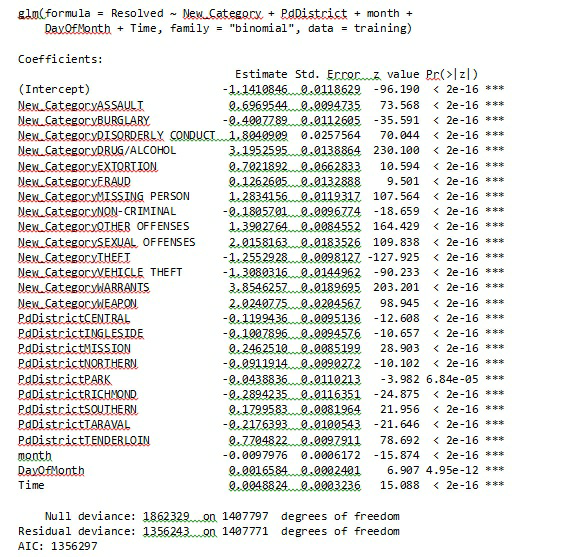 glm(formula = Resolved ~ New_Category + PdDistrict + month +
DayOfMonth + Time, family = "binomial", data = training)
Coefficients:
Estimate Std. Error z value Pr(>|z|)
(Intercept) -1.1410846 0.0118629 -96.190 < 2e-16 ***
New_CategoryASSAULT 0.6969544 0.0094735 73.568 < 2e-16 ***
New_CategoryBURGLARY -0.4007789 0.0112605 -35.591 < 2e-16 ***
New_CategoryDISORDERLY CONDUCT 1.8040909 0.0257564 70.044 < 2e-16 ***
New_CategoryDRUG/ALCOHOL 3.1952595 0.0138864 230.100 < 2e-16 ***
New_CategoryEXTORTION 0.7021892 0.0662833 10.594 < 2e-16 ***
New_CategoryFRAUD 0.1262605 0.0132888 9.501 < 2e-16 ***
New_CategoryMISSING PERSON 1.2834156 0.0119317 107.564 < 2e-16 ***
New_CategoryNON-CRIMINAL -0.1805701 0.0096774 -18.659 < 2e-16 ***
New_CategoryOTHER OFFENSES 1.3902764 0.0084552 164.429 < 2e-16 ***
New_CategorySEXUAL OFFENSES 2.0158163 0.0183526 109.838 < 2e-16 ***
New_CategoryTHEFT -1.2552928 0.0098127 -127.925 < 2e-16 ***
New_CategoryVEHICLE THEFT -1.3080316 0.0144962 -90.233 < 2e-16 ***
New_CategoryWARRANTS 3.8546257 0.0189695 203.201 < 2e-16 ***
New_CategoryWEAPON 2.0240775 0.0204567 98.945 < 2e-16 ***
PdDistrictCENTRAL -0.1199436 0.0095136 -12.608 < 2e-16 ***
PdDistrictINGLESIDE -0.1007896 0.0094576 -10.657 < 2e-16 ***
PdDistrictMISSION 0.2462510 0.0085199 28.903 < 2e-16 ***
PdDistrictNORTHERN -0.0911914 0.0090272 -10.102 < 2e-16 ***
PdDistrictPARK -0.0438836 0.0110213 -3.982 6.84e-05 ***
PdDistrictRICHMOND -0.2894235 0.0116351 -24.875 < 2e-16 ***
PdDistrictSOUTHERN 0.1799583 0.0081964 21.956 < 2e-16 ***
PdDistrictTARAVAL -0.2176393 0.0100543 -21.646 < 2e-16 ***
PdDistrictTENDERLOIN 0.7704822 0.0097911 78.692 < 2e-16 ***
month -0.0097976 0.0006172 -15.874 < 2e-16 ***
DayOfMonth 0.0016584 0.0002401 6.907 4.95e-12 ***
Time 0.0048824 0.0003236 15.088 < 2e-16 ***
Null deviance: 1862329 on 1407797 degrees of freedom
Residual deviance: 1356243 on 1407771 degrees of freedom
AIC: 1356297